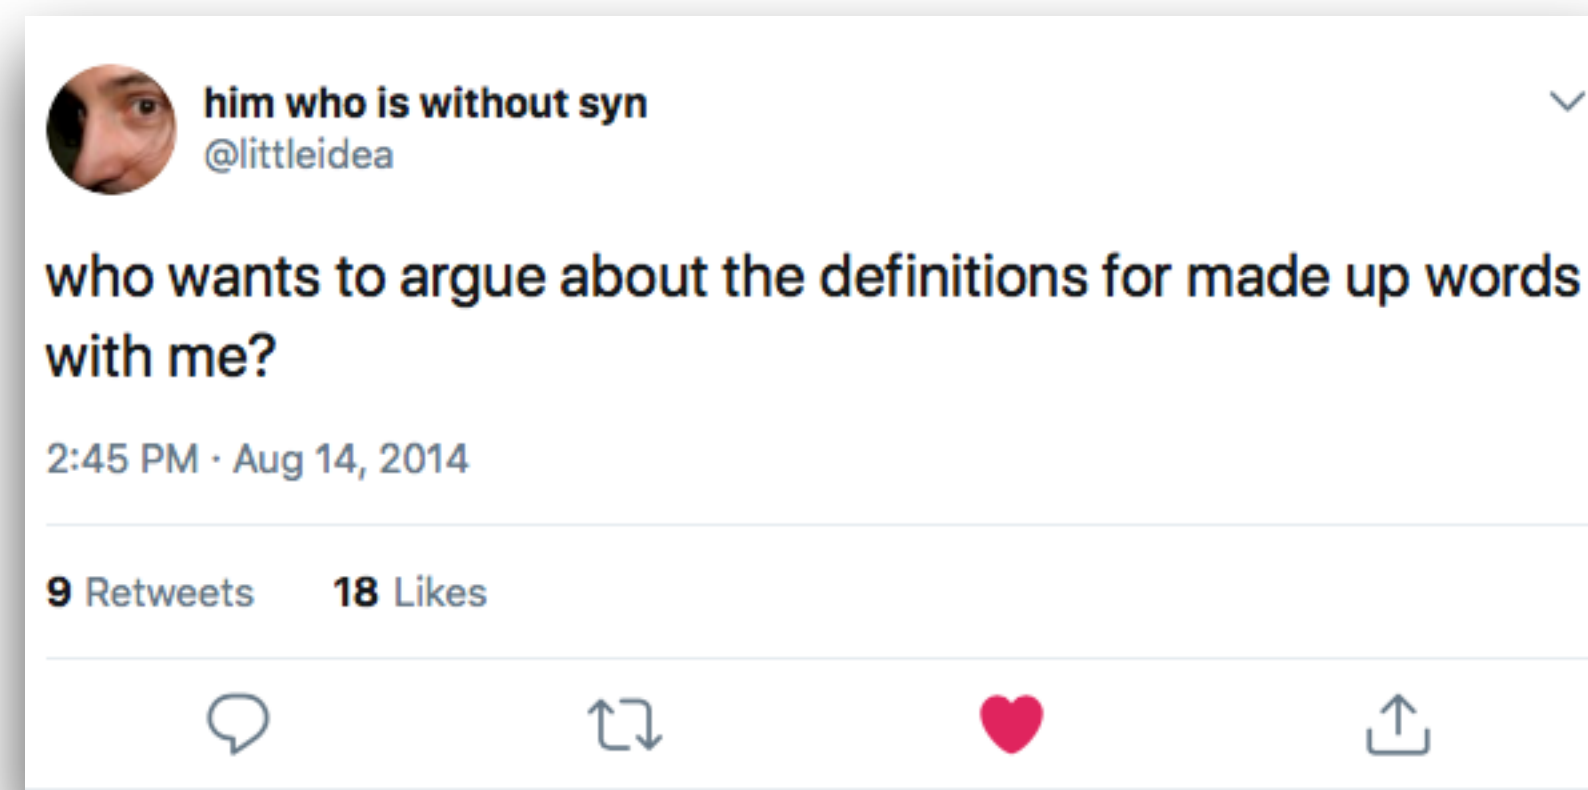 him who is without syn
@littleidea
who wants to argue about the definitions for made up words
with me?
2:45 PM · Aug 14, 2014
9 Retweets 18 Likes